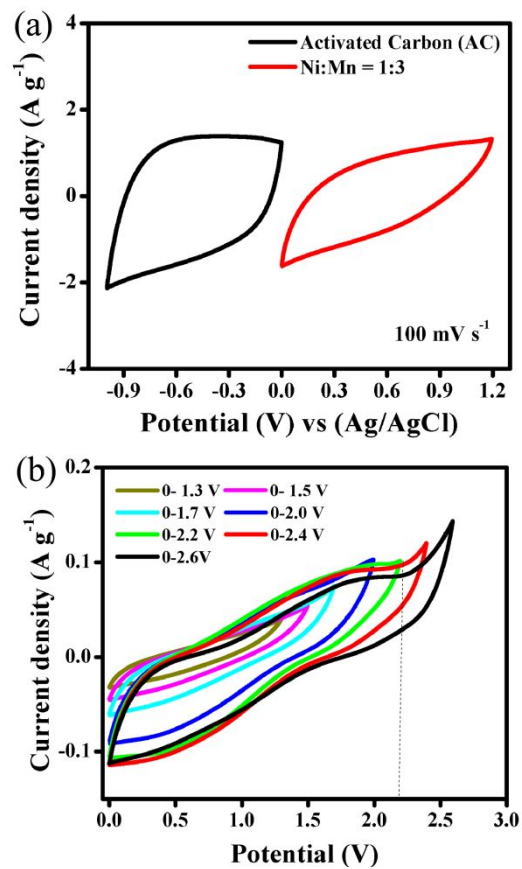 (a)
4
2
0
-2
-4
Current density (A g⁻¹)
Activated Carbon (AC)
Ni:Mn = 1:3
100 mV s⁻¹
-0.9 -0.6 -0.3 0.0 0.3 0.6 0.9 1.2
Potential (V) vs (Ag/AgCl)
(b)
0.2
0.1
0.0
-0.1
Current density (A g⁻¹)
0- 1.3 V 0- 1.5 V
0-1.7 V 0-2.0 V
0-2.2 V 0-2.4 V
0-2.6V
0.0 0.5 1.0 1.5 2.0 2.5 3.0
Potential (V)